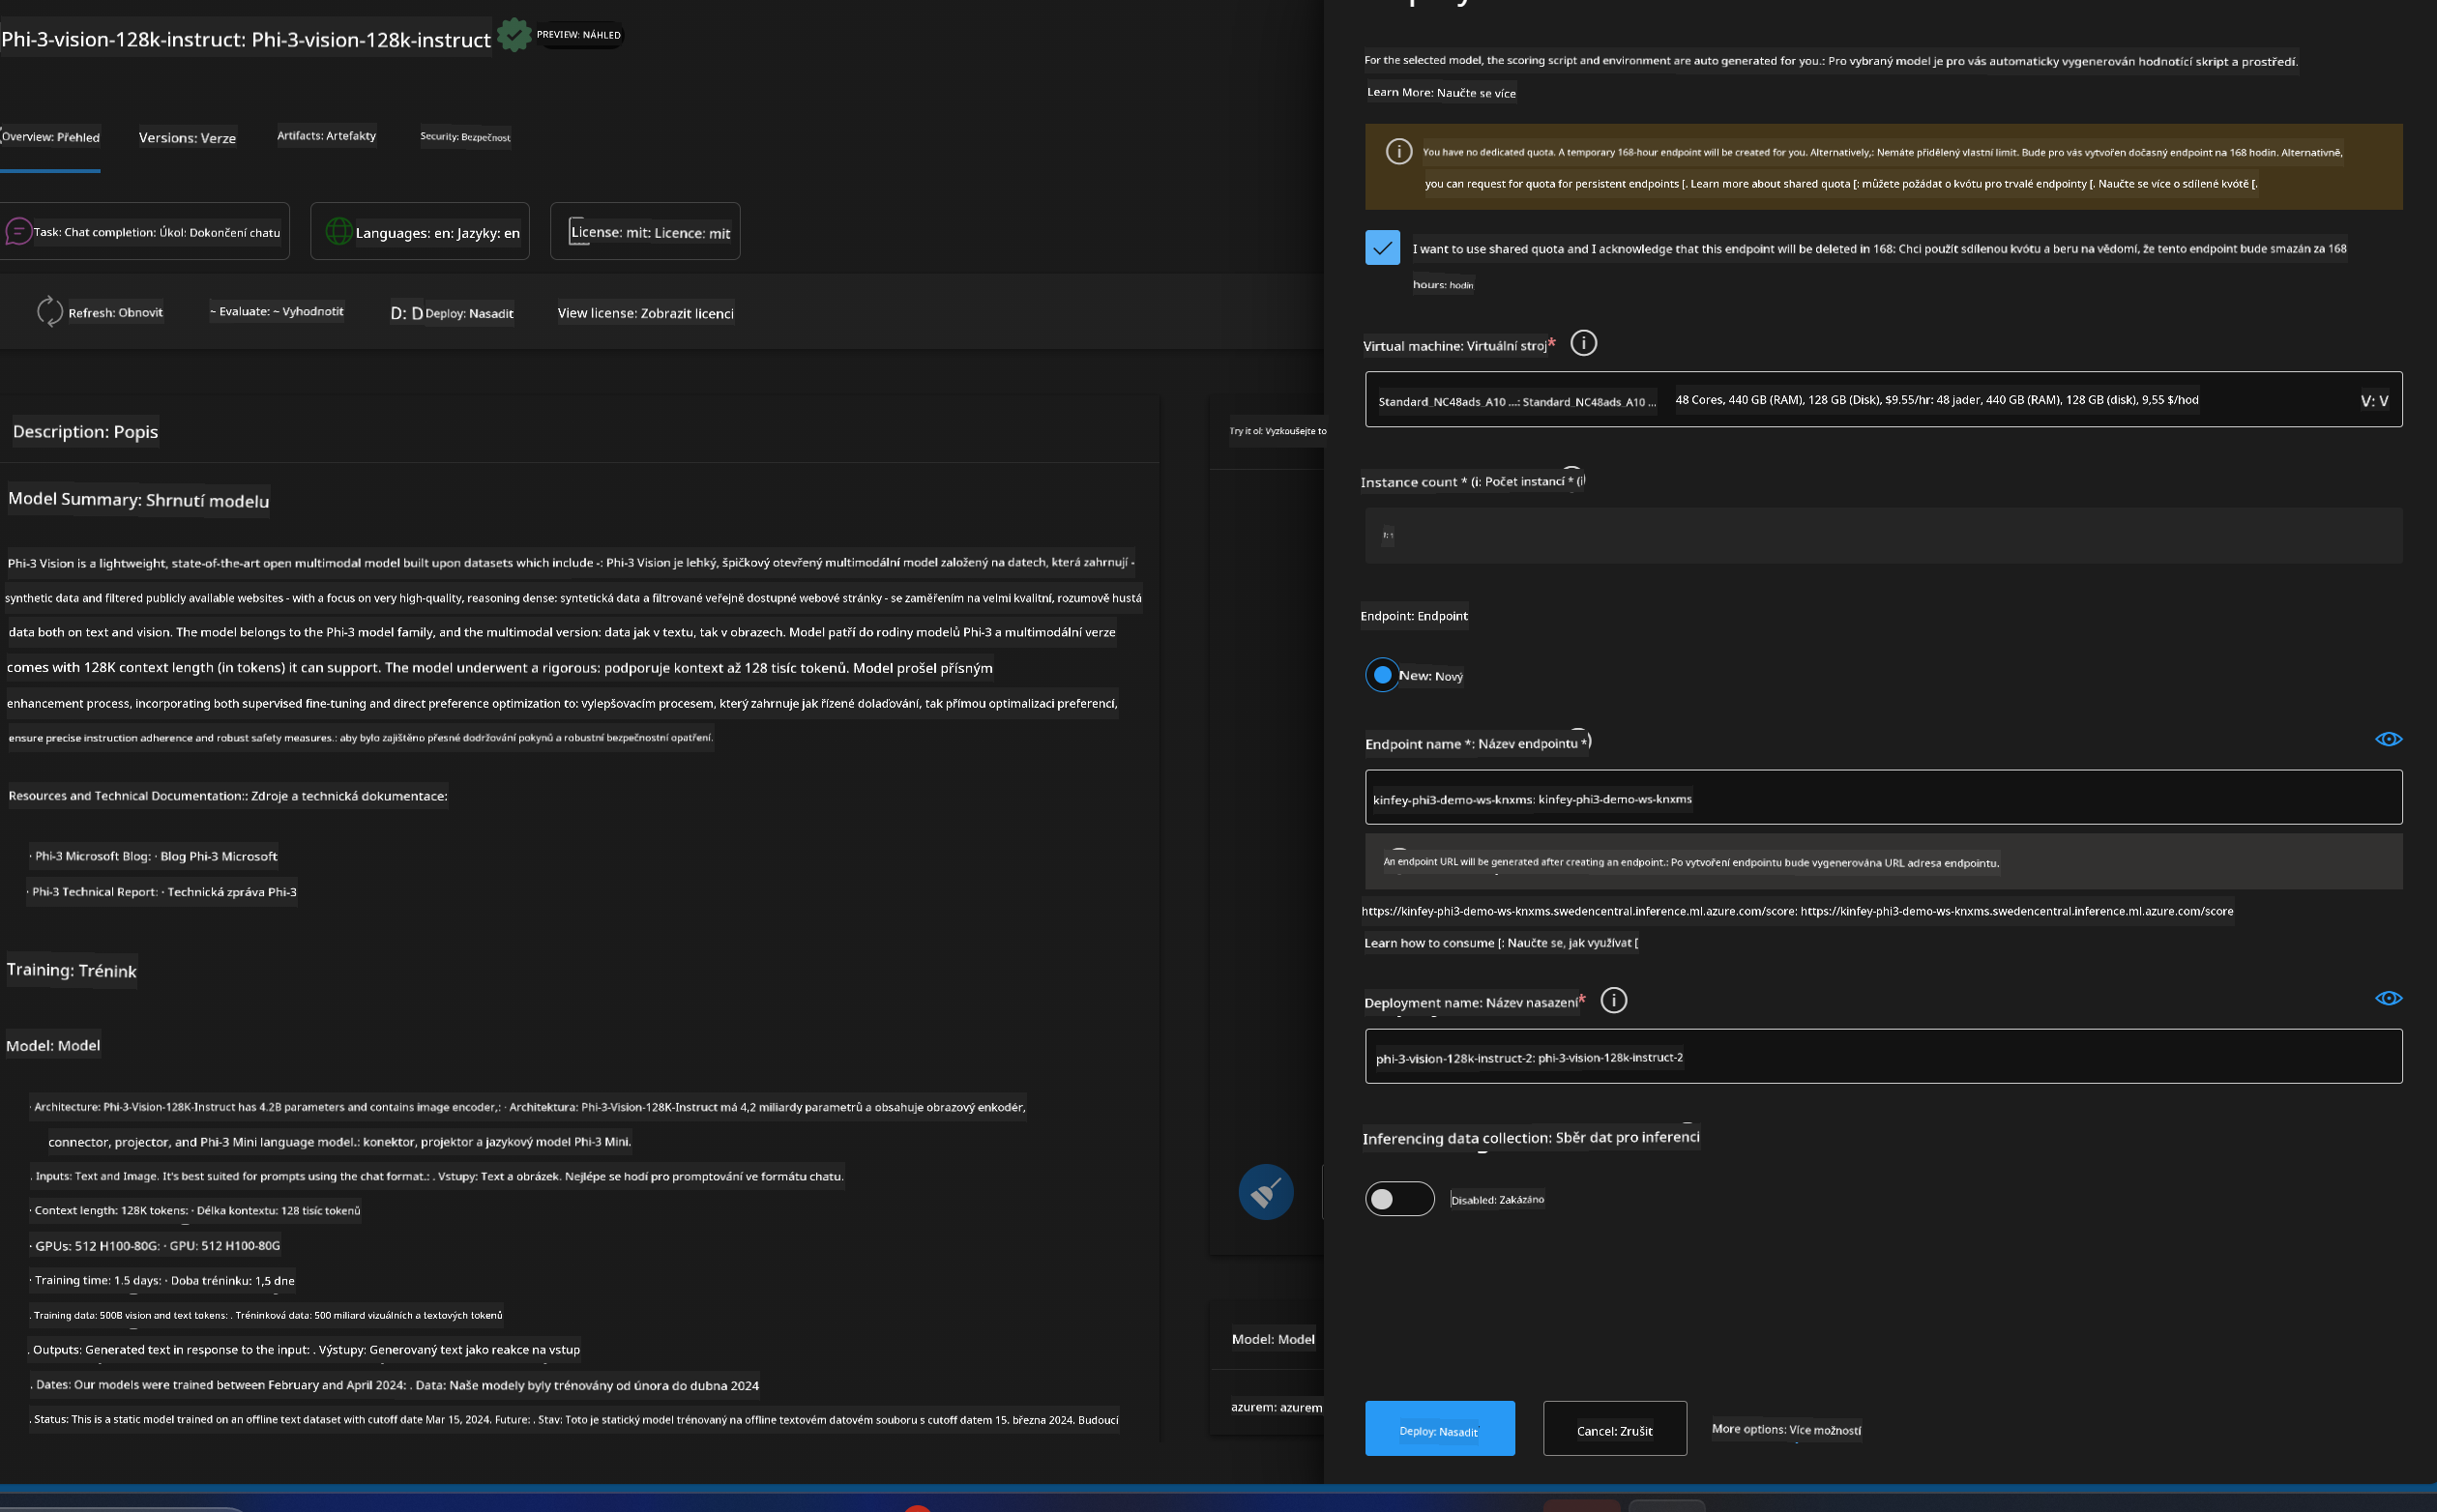 Phi-3-vision-128k-instruct: Phi-3-vision-128k-instruct
PREVIEW: NÁHLED
Overview: Přehled
Versions: Verze
Artifacts: Artefakty
Security: Bezpečnost
Task: Chat completion: Úkol: Dokončení chatu
Languages: en: Jazyky: en
License: mit: Licence: mit
Refresh: Obnovit
~ Evaluate: ~ Vyhodnotit
D: D
Deploy: Nasadit
View license: Zobrazit licenci
Description: Popis
Model Summary: Shrnutí modelu
Phi-3 Vision is a lightweight, state-of-the-art open multimodal model built upon datasets which include -: Phi-3 Vision je lehký, špičkový otevřený multimodální model založený na datech, která zahrnují -
synthetic data and filtered publicly available websites - with a focus on very high-quality, reasoning dense: syntetická data a filtrované veřejně dostupné webové stránky - se zaměřením na velmi kvalitní, rozumově hustá
data both on text and vision. The model belongs to the Phi-3 model family, and the multimodal version: data jak v textu, tak v obrazech. Model patří do rodiny modelů Phi-3 a multimodální verze
comes with 128K context length (in tokens) it can support. The model underwent a rigorous: podporuje kontext až 128 tisíc tokenů. Model prošel přísným
enhancement process, incorporating both supervised fine-tuning and direct preference optimization to: vylepšovacím procesem, který zahrnuje jak řízené dolaďování, tak přímou optimalizaci preferencí,
ensure precise instruction adherence and robust safety measures.: aby bylo zajištěno přesné dodržování pokynů a robustní bezpečnostní opatření.
Resources and Technical Documentation:: Zdroje a technická dokumentace:
· Phi-3 Microsoft Blog: · Blog Phi-3 Microsoft
· Phi-3 Technical Report: · Technická zpráva Phi-3
Training: Trénink
Model: Model
· Architecture: Phi-3-Vision-128K-Instruct has 4.2B parameters and contains image encoder,: · Architektura: Phi-3-Vision-128K-Instruct má 4,2 miliardy parametrů a obsahuje obrazový enkodér,
connector, projector, and Phi-3 Mini language model.: konektor, projektor a jazykový model Phi-3 Mini.
. Inputs: Text and Image. It's best suited for prompts using the chat format.: . Vstupy: Text a obrázek. Nejlépe se hodí pro promptování ve formátu chatu.
· Context length: 128K tokens: · Délka kontextu: 128 tisíc tokenů
· GPUs: 512 H100-80G: · GPU: 512 H100-80G
· Training time: 1.5 days: · Doba tréninku: 1,5 dne
. Training data: 500B vision and text tokens: . Tréninková data: 500 miliard vizuálních a textových tokenů
. Outputs: Generated text in response to the input: . Výstupy: Generovaný text jako reakce na vstup
. Dates: Our models were trained between February and April 2024: . Data: Naše modely byly trénovány od února do dubna 2024
. Status: This is a static model trained on an offline text dataset with cutoff date Mar 15, 2024. Future: . Stav: Toto je statický model trénovaný na offline textovém datovém souboru s cutoff datem 15. března 2024. Budoucí
Try it ol: Vyzkoušejte to
Model: Model
azurem: azurem
For the selected model, the scoring script and environment are auto generated for you.: Pro vybraný model je pro vás automaticky vygenerován hodnotící skript a prostředí.
Learn More: Naučte se více
You have no dedicated quota. A temporary 168-hour endpoint will be created for you. Alternatively,: Nemáte přidělený vlastní limit. Bude pro vás vytvořen dočasný endpoint na 168 hodin. Alternativně,
you can request for quota for persistent endpoints [. Learn more about shared quota [: můžete požádat o kvótu pro trvalé endpointy [. Naučte se více o sdílené kvótě [.
I want to use shared quota and I acknowledge that this endpoint will be deleted in 168: Chci použít sdílenou kvótu a beru na vědomí, že tento endpoint bude smazán za 168
hours: hodin
Virtual machine: Virtuální stroj*
Standard_NC48ads_A10 ...: Standard_NC48ads_A10 ...
48 Cores, 440 GB (RAM), 128 GB (Disk), $9.55/hr: 48 jader, 440 GB (RAM), 128 GB (disk), 9,55 $/hod
V: V
Instance count * (i: Počet instancí * (i
Endpoint: Endpoint
New: Nový
Endpoint name *: Název endpointu *
kinfey-phi3-demo-ws-knxms: kinfey-phi3-demo-ws-knxms
An endpoint URL will be generated after creating an endpoint.: Po vytvoření endpointu bude vygenerována URL adresa endpointu.
https://kinfey-phi3-demo-ws-knxms.swedencentral.inference.ml.azure.com/score: https://kinfey-phi3-demo-ws-knxms.swedencentral.inference.ml.azure.com/score
Learn how to consume [: Naučte se, jak využívat [
Deployment name: Název nasazení*
phi-3-vision-128k-instruct-2: phi-3-vision-128k-instruct-2
Inferencing data collection: Sběr dat pro inferenci
Disabled: Zakázáno
Deploy: Nasadit
Cancel: Zrušit
More options: Více možností